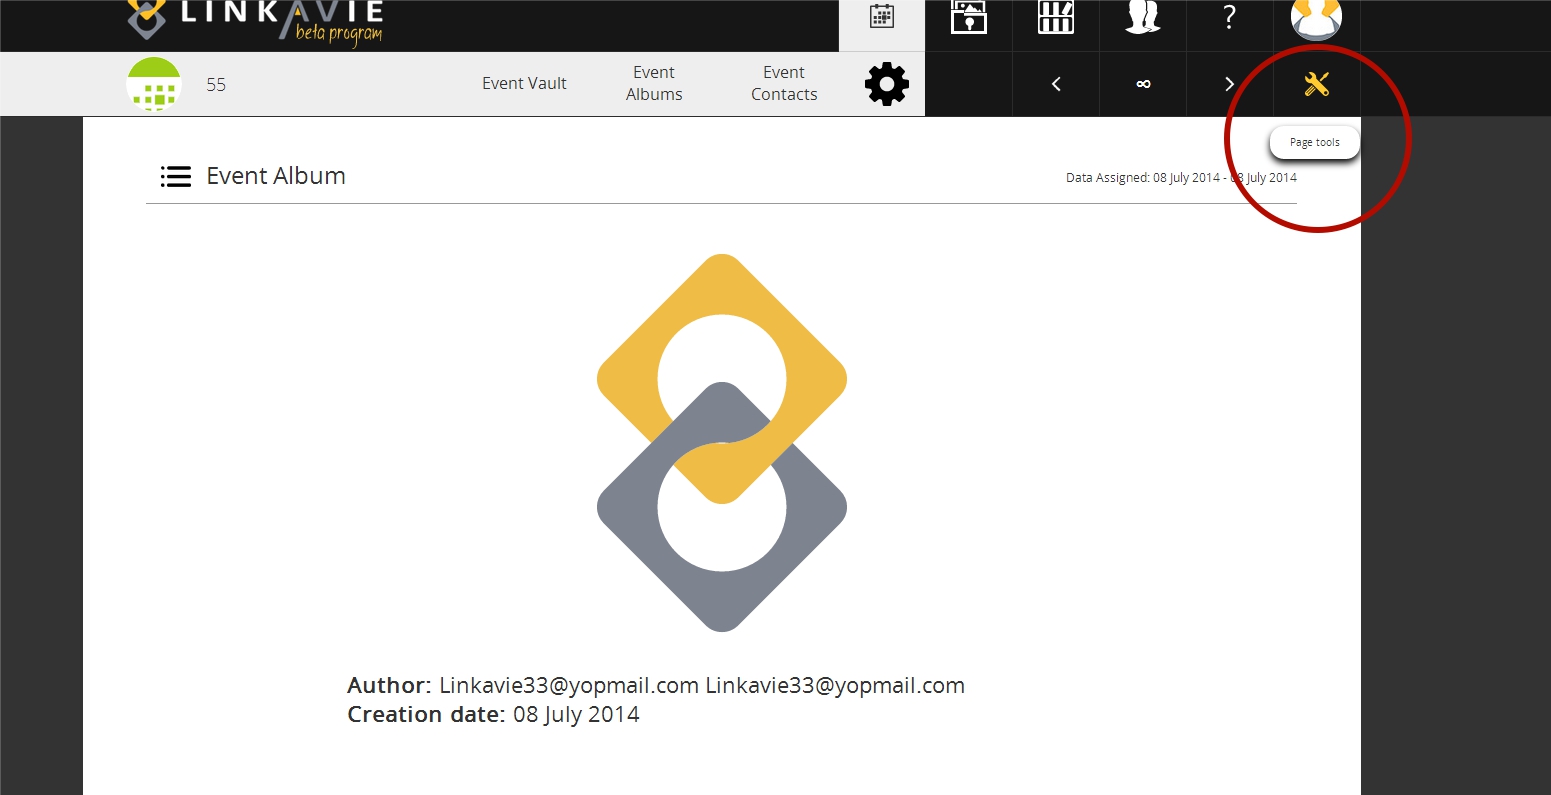 LINKAVIE
beta program
?
55
Event Vault
Event
Albums
Event
Contacts
Page tools
Event Album
Data Assigned: 08 July 2014 - 08 July 2014
Author: Linkavie33@yopmail.com Linkavie33@yopmail.com
Creation date: 08 July 2014